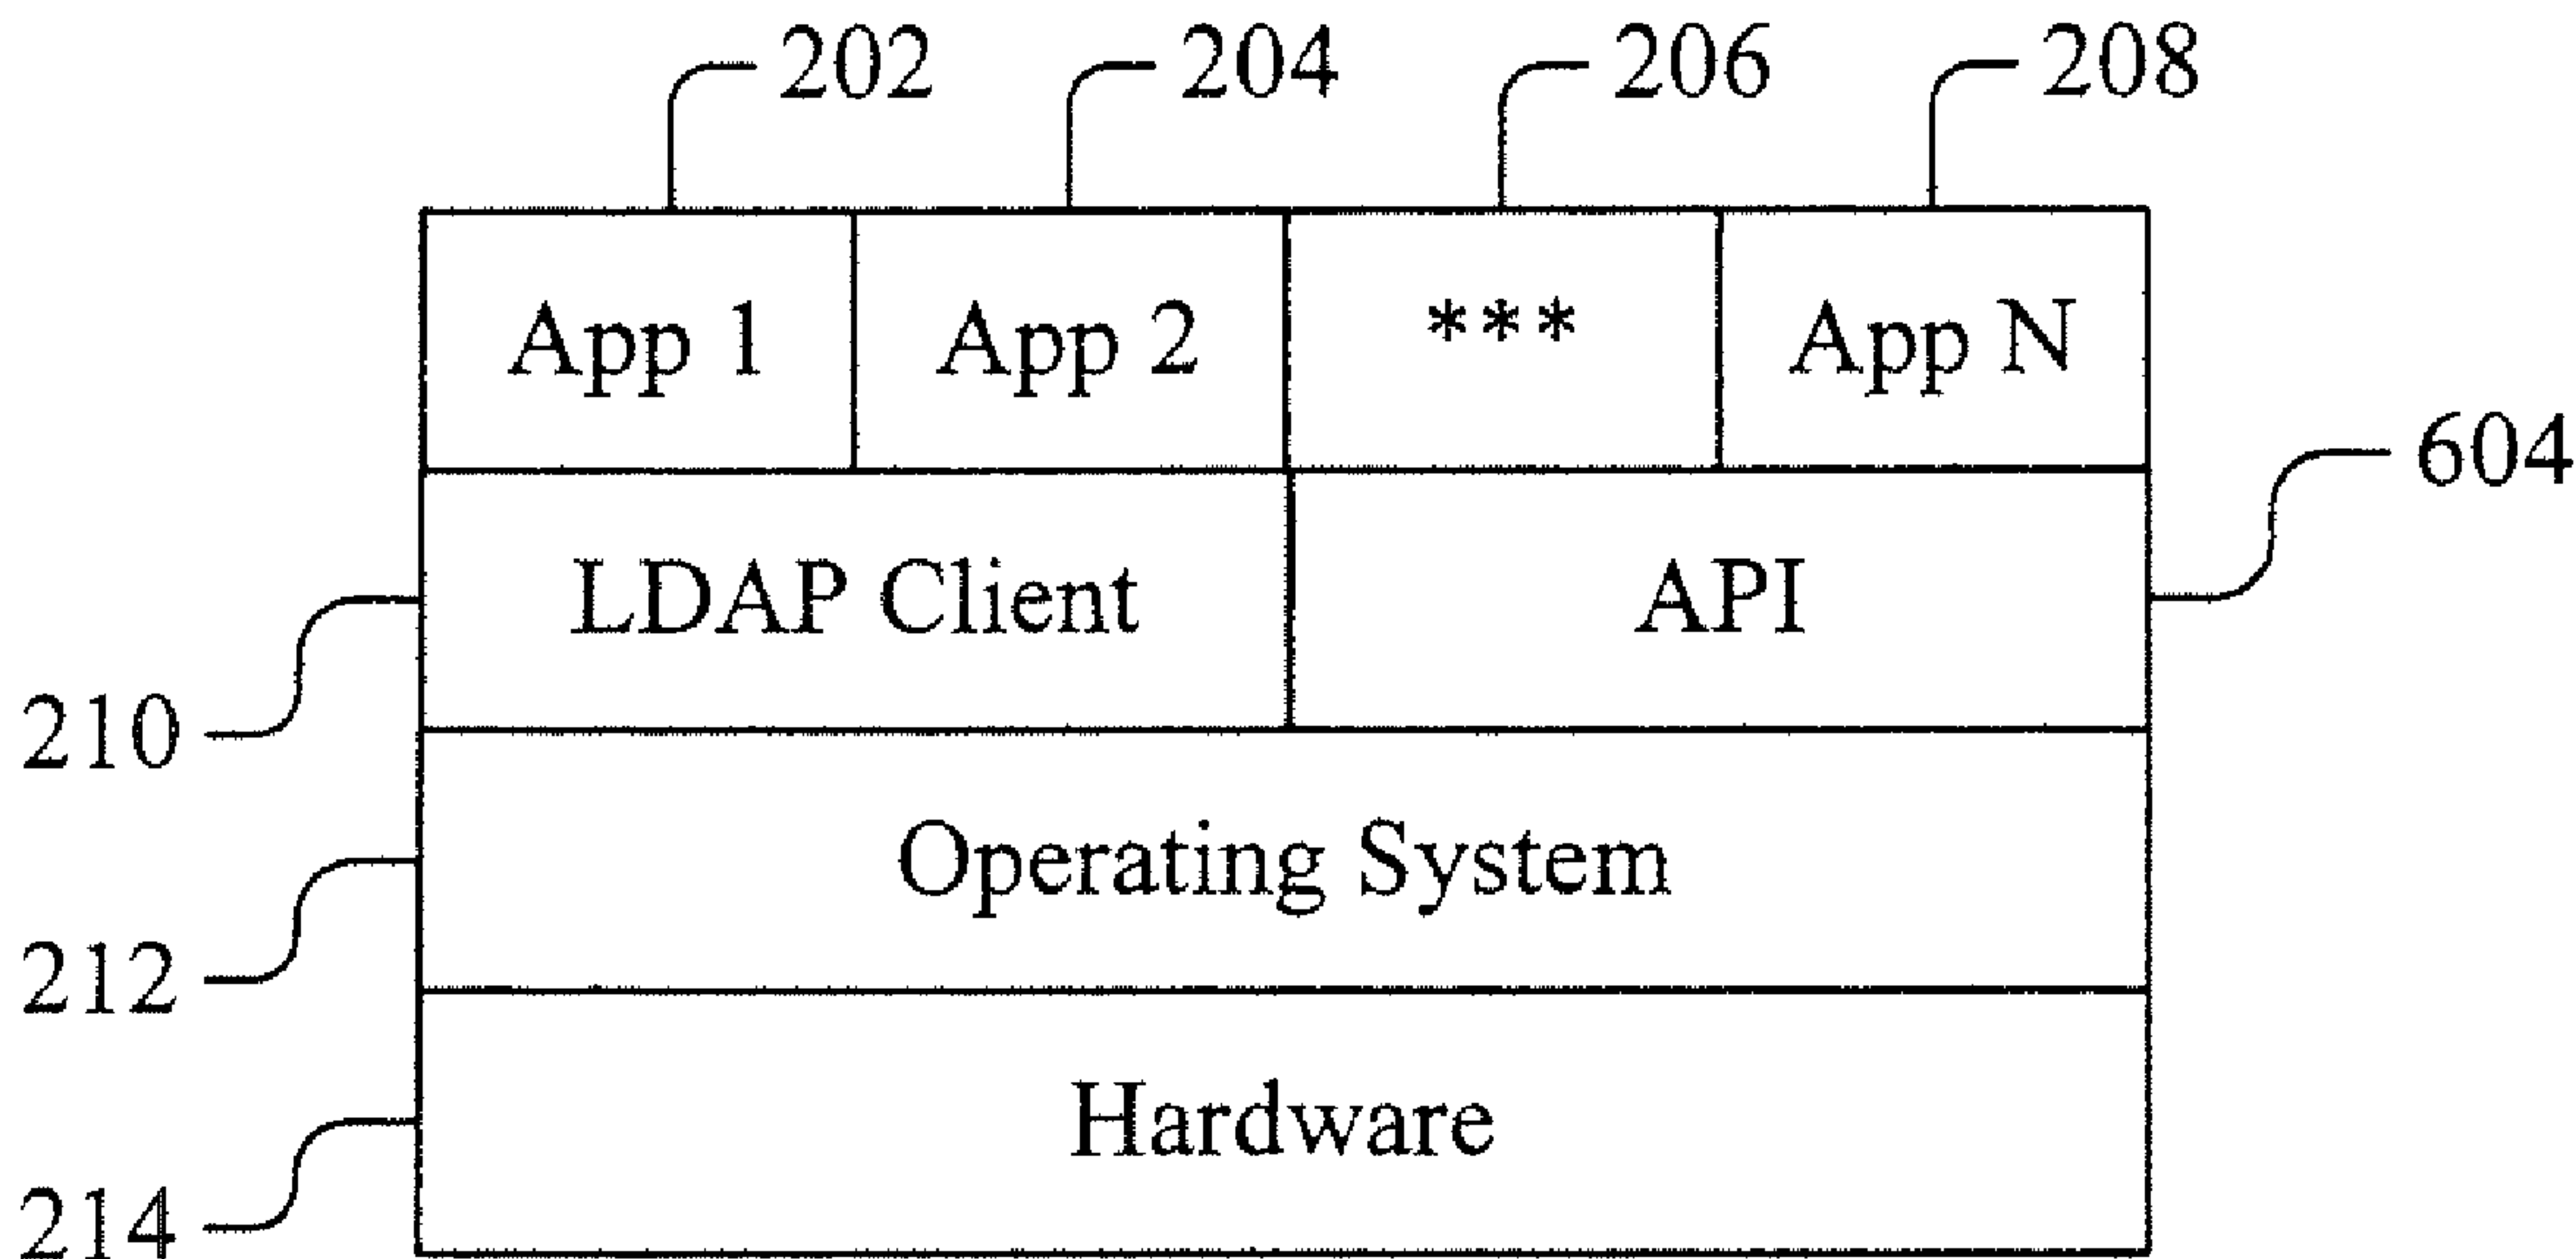 202 204 206 208
App 1 App 2 *** App N
604
LDAP Client API
210
Operating System
212
Hardware
214